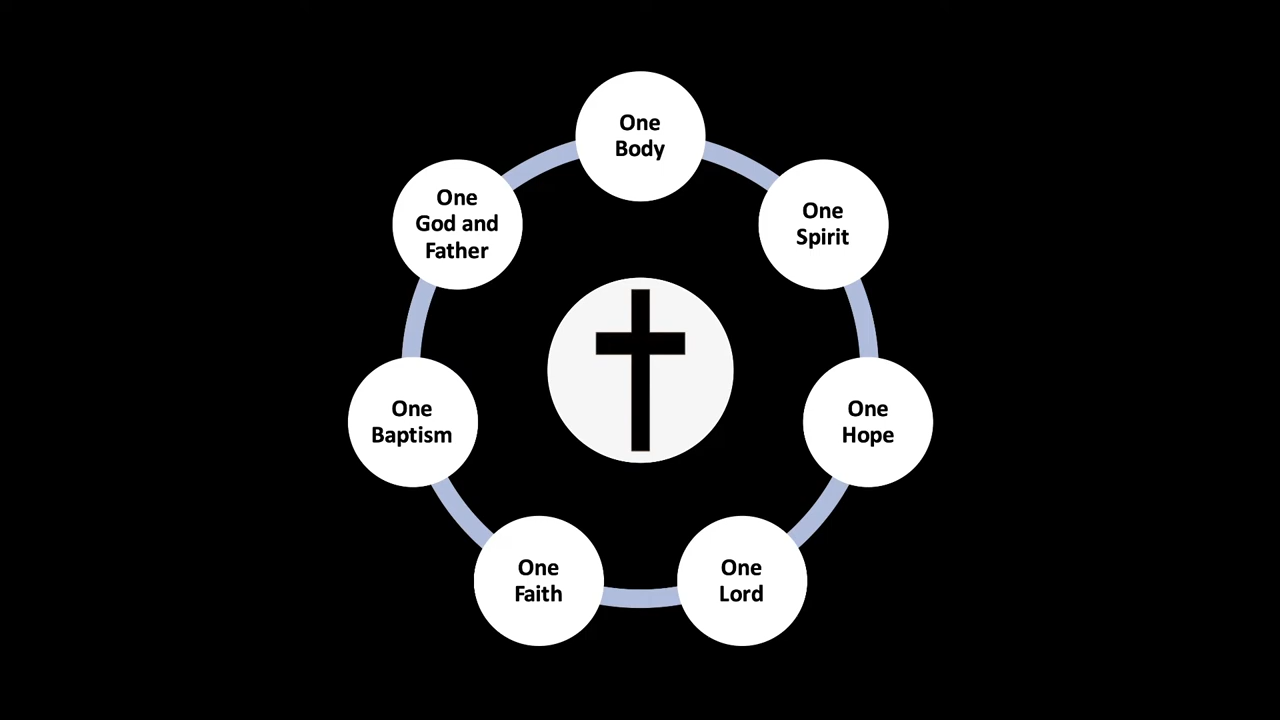 One
Body
One
Spirit
One
Hope
One
Lord
One
Faith
One
Baptism
One
God and
Father